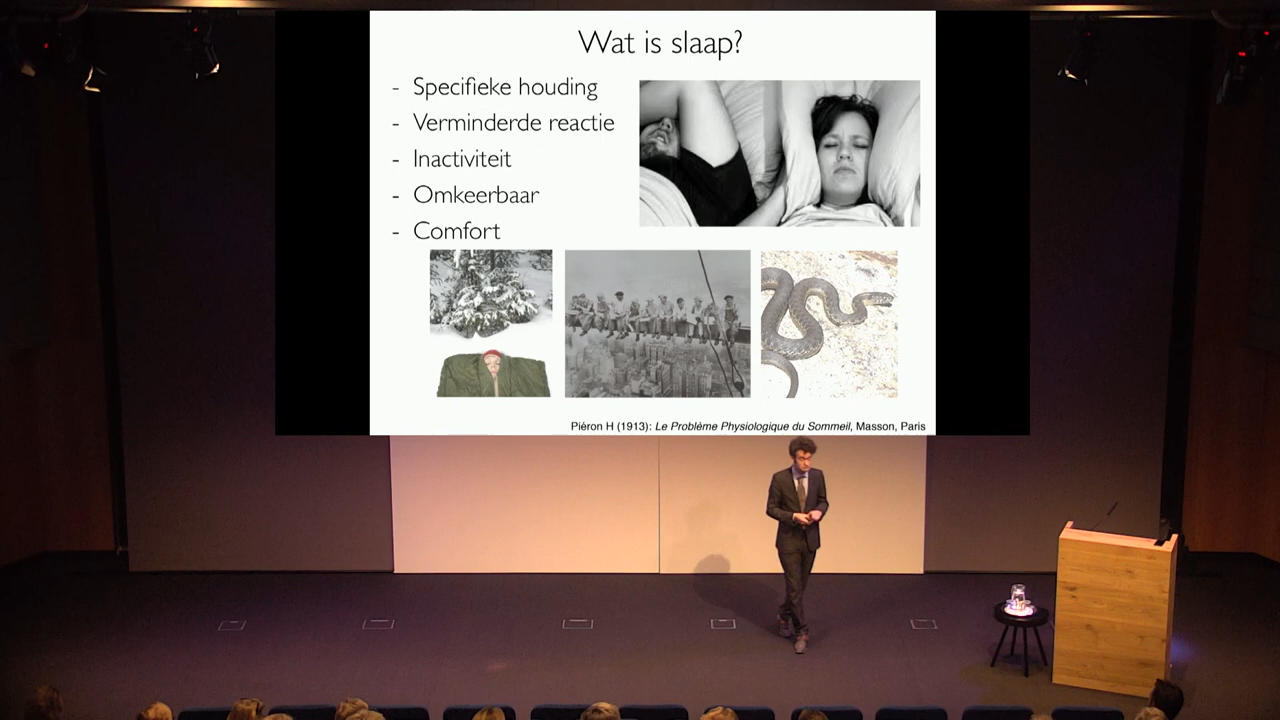 Wat is slaap?
- Specifieke houding
- Verminderde reactie
- Inactiviteit
- Omkeerbaar
- Comfort
Piéron H (1913): Le Problème Physiologique du Sommeil, Masson, Paris